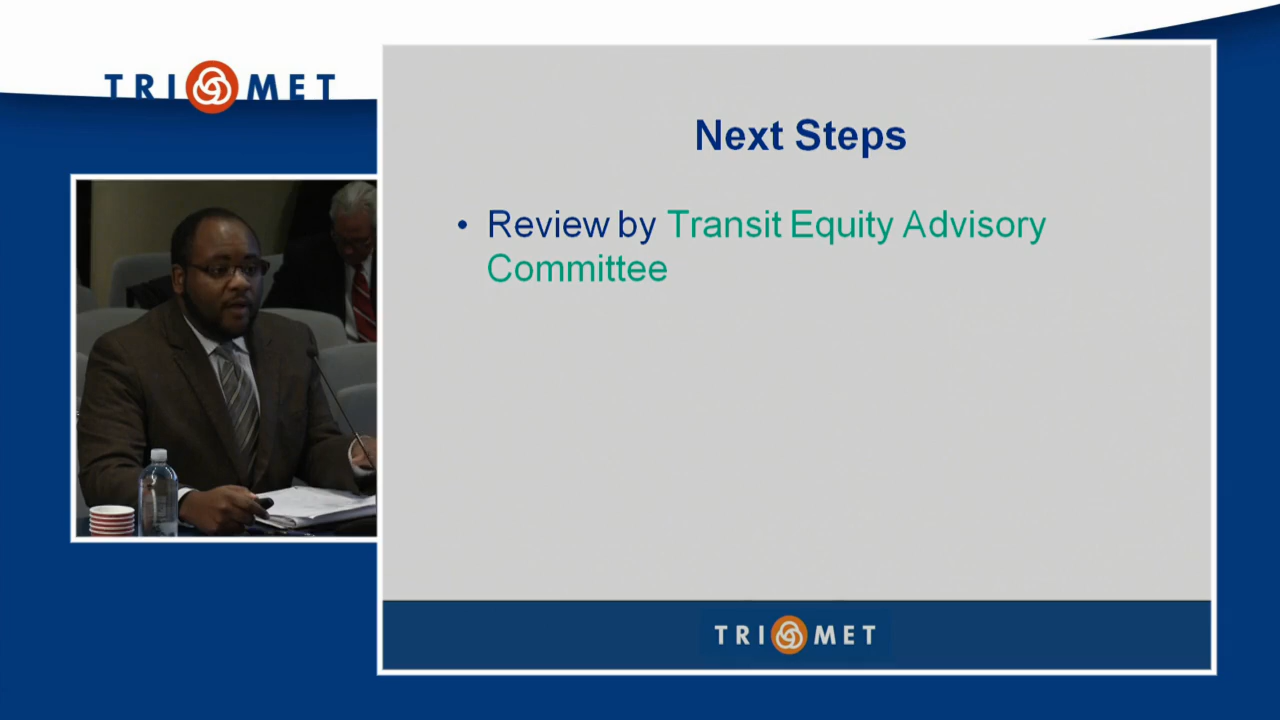 TRI MET
Next Steps
• Review by Transit Equity Advisory
Committee
TRI MET